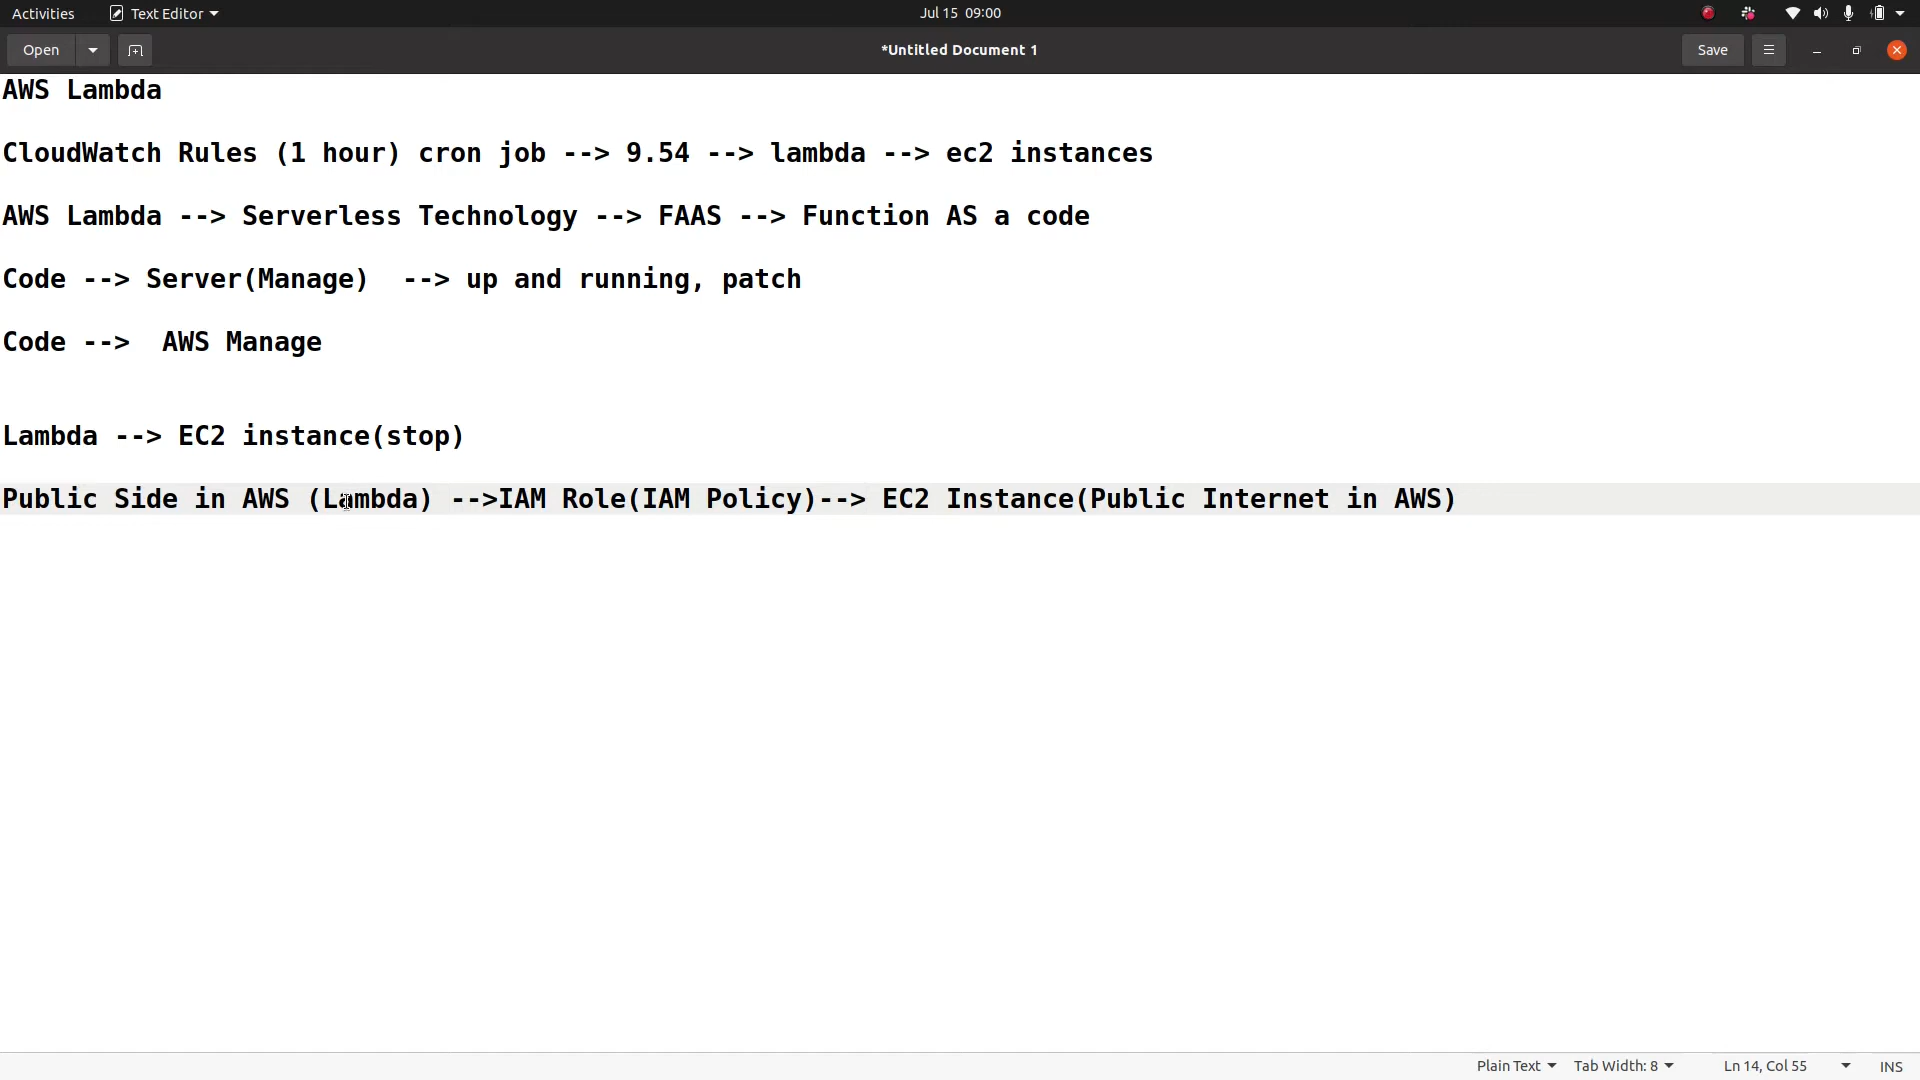 Activities Text Editor Jul 15 09:00
Open *Untitled Document 1 Save
AWS Lambda
CloudWatch Rules (1 hour) cron job --> 9.54 --> lambda --> ec2 instances
AWS Lambda --> Serverless Technology --> FAAS --> Function AS a code
Code --> Server(Manage)  --> up and running, patch
Code -->  AWS Manage
Lambda --> EC2 instance(stop)
Public Side in AWS (Lambda) -->IAM Role(IAM Policy)--> EC2 Instance(Public Internet in AWS)
Plain Text Tab Width: 8 Ln 14, Col 55 INS